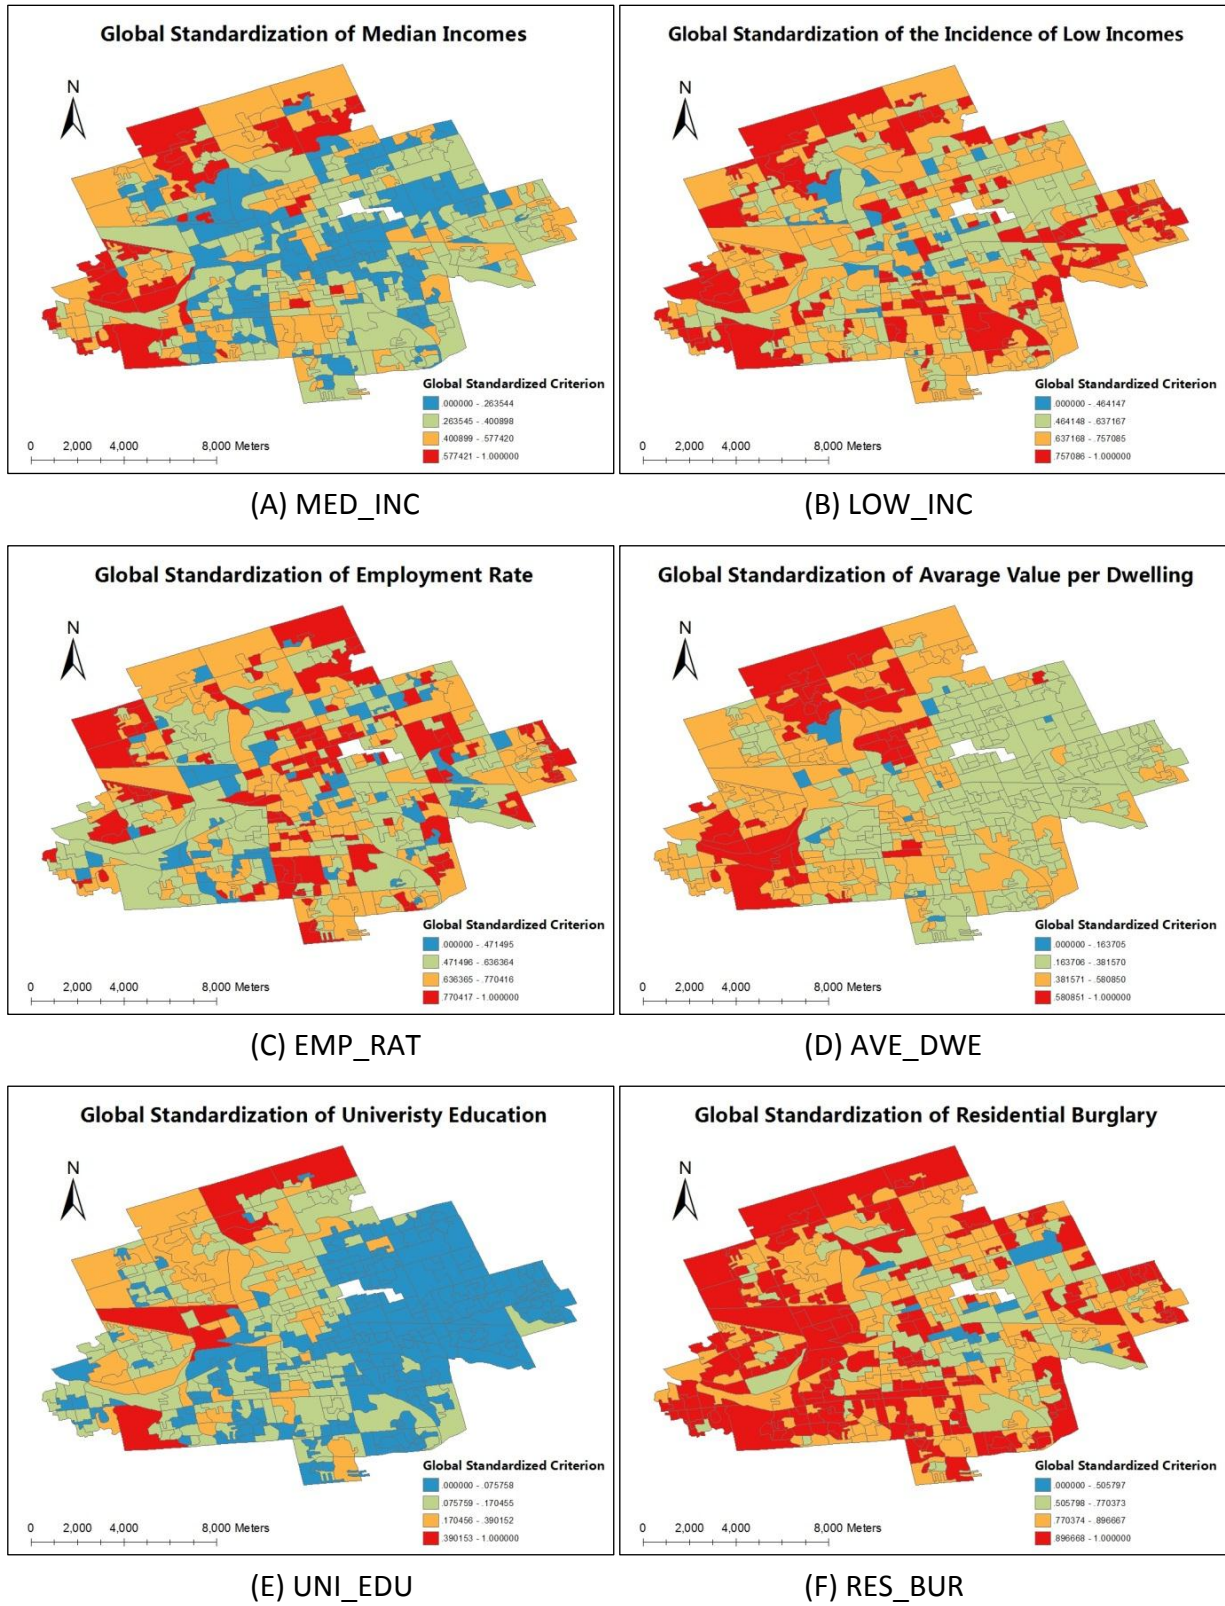 Global Standardization of Median Incomes
N
Global Standardized Criterion
.000000 - .263544
.263545 - .400898
.400899 - .577420
.577421 - 1.000000
0 2,000 4,000 8,000 Meters
(A) MED_INC
Global Standardization of the Incidence of Low Incomes
N
Global Standardized Criterion
.000000 - .464147
.464148 - .637167
.637168 - .757085
.757086 - 1.000000
0 2,000 4,000 8,000 Meters
(B) LOW_INC
Global Standardization of Employment Rate
N
Global Standardized Criterion
.000000 - .471495
.471496 - .636364
.636365 - .770416
.770417 - 1.000000
0 2,000 4,000 8,000 Meters
(C) EMP_RAT
Global Standardization of Avarage Value per Dwelling
N
Global Standardized Criterion
.000000 - .163705
.163706 - .381570
.381571 - .580850
.580851 - 1.000000
0 2,000 4,000 8,000 Meters
(D) AVE_DWE
Global Standardization of Univeristy Education
N
Global Standardized Criterion
.000000 - .075758
.075759 - .170455
.170456 - .390152
.390153 - 1.000000
0 2,000 4,000 8,000 Meters
(E) UNI_EDU
Global Standardization of Residential Burglary
N
Global Standardized Criterion
.000000 - .505797
.505798 - .770373
.770374 - .896667
.896668 - 1.000000
0 2,000 4,000 8,000 Meters
(F) RES_BUR